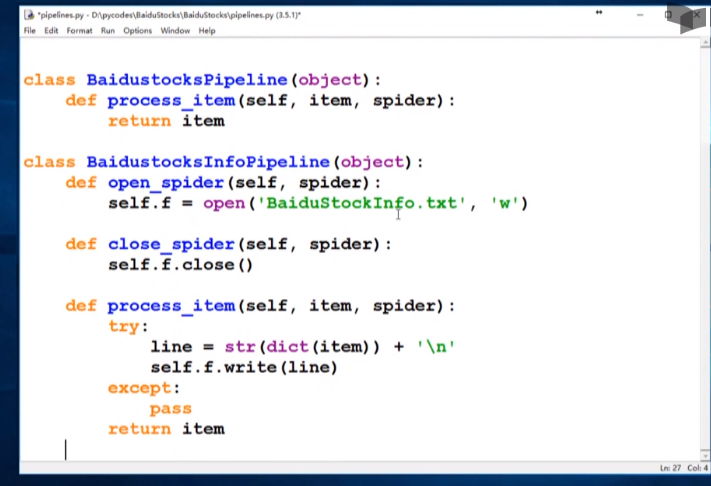 *pipelines.py - D:\pycodes\BaiduStocks\BaiduStocks\pipelines.py (3.5.1)*
File Edit Format Run Options Window Help
class BaidustocksPipeline(object):
    def process_item(self, item, spider):
        return item
class BaidustocksInfoPipeline(object):
    def open_spider(self, spider):
        self.f = open('BaiduStockInfo.txt', 'w')
    def close_spider(self, spider):
        self.f.close()
    def process_item(self, item, spider):
        try:
            line = str(dict(item)) + '\n'
            self.f.write(line)
        except:
            pass
        return item
Ln: 27 Col: 4